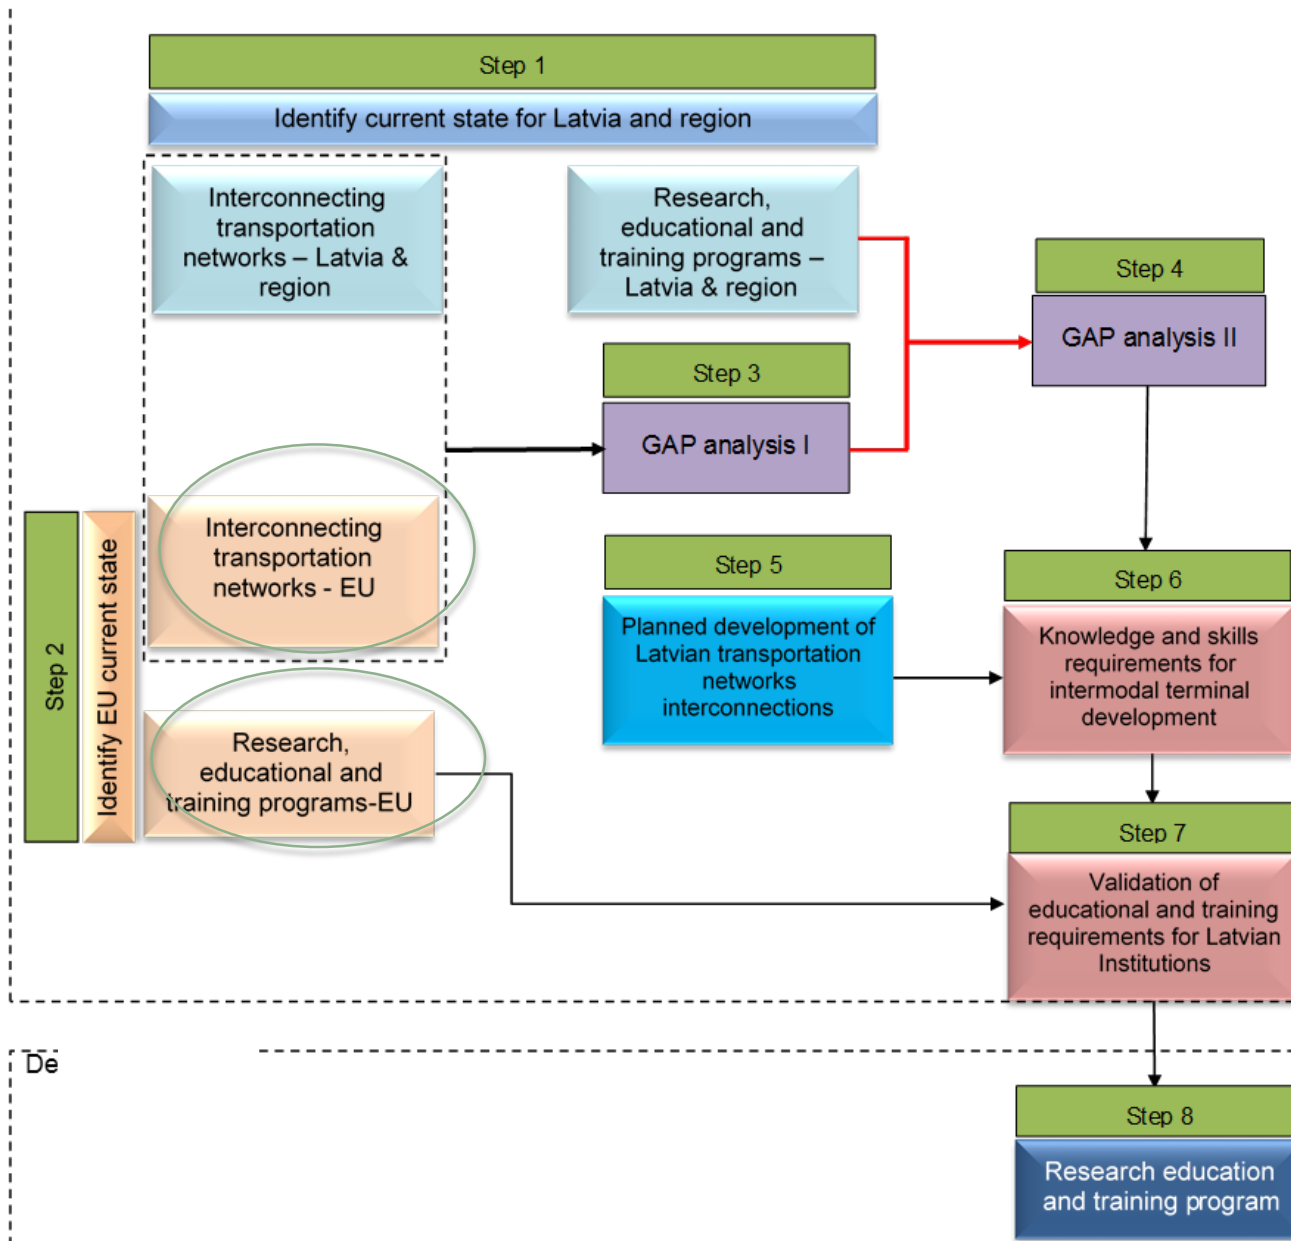 Step 1
Identify current state for Latvia and region
Interconnecting
transportation
networks – Latvia &
region
Research,
educational and
training programs –
Latvia & region
Step 4
GAP analysis II
Step 3
GAP analysis I
Step 2
Identify EU current state
Interconnecting
transportation
networks - EU
Step 5
Planned development of
Latvian transportation
networks
interconnections
Step 6
Knowledge and skills
requirements for
intermodal terminal
development
Research,
educational and
training programs-EU
Step 7
Validation of
educational and training
requirements for Latvian
Institutions
De
Step 8
Research education
and training program